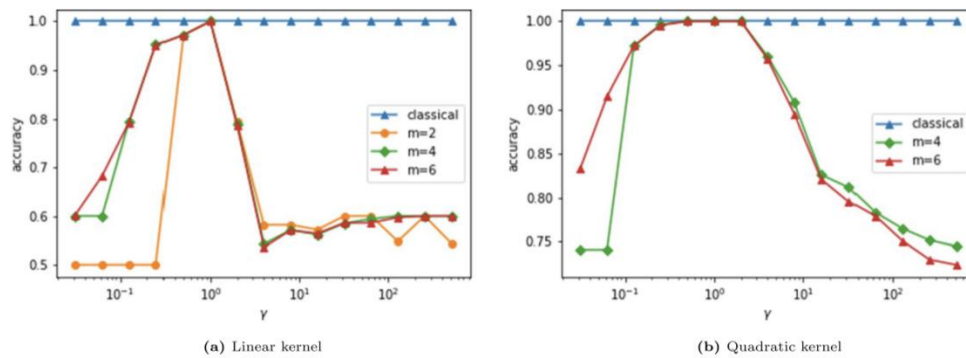 accuracy
1.0
0.9
0.8
0.7
0.6
0.5
classical
m=2
m=4
m=6
10⁻¹ 10⁰ 10¹ 10²
γ
(a) Linear kernel
accuracy
1.00
0.95
0.90
0.85
0.80
0.75
classical
m=4
m=6
10⁻¹ 10⁰ 10¹ 10²
γ
(b) Quadratic kernel